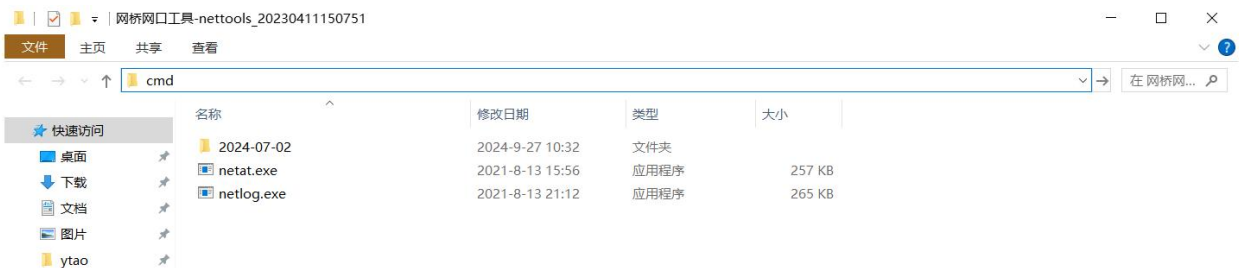 网桥网口工具-nettools_20230411150751
文件 主页 共享 查看
cmd 在 网桥网...
名称 修改日期 类型 大小
快速访问
桌面 2024-07-02 2024-9-27 10:32 文件夹
下载 netat.exe 2021-8-13 15:56 应用程序 257 KB
文档 netlog.exe 2021-8-13 21:12 应用程序 265 KB
图片
ytao